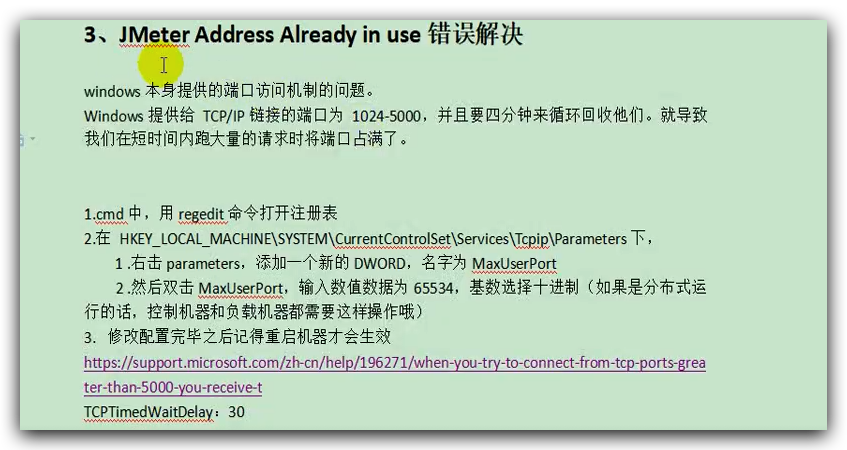 3、JMeter Address Already in use 错误解决
windows 本身提供的端口访问机制的问题。
Windows 提供给 TCP/IP 链接的端口为 1024-5000，并且要四分钟来循环回收他们。就导致
我们在短时间内跑大量的请求时将端口占满了。
1.cmd 中，用 regedit 命令打开注册表
2.在 HKEY_LOCAL_MACHINE\SYSTEM\CurrentControlSet\Services\Tcpip\Parameters 下，
1 .右击 parameters，添加一个新的 DWORD，名字为 MaxUserPort
2 .然后双击 MaxUserPort，输入数值数据为 65534，基数选择十进制（如果是分布式运
行的话，控制机器和负载机器都需要这样操作哦）
3. 修改配置完毕之后记得重启机器才会生效
https://support.microsoft.com/zh-cn/help/196271/when-you-try-to-connect-from-tcp-ports-grea
ter-than-5000-you-receive-t
TCPTimedWaitDelay：30